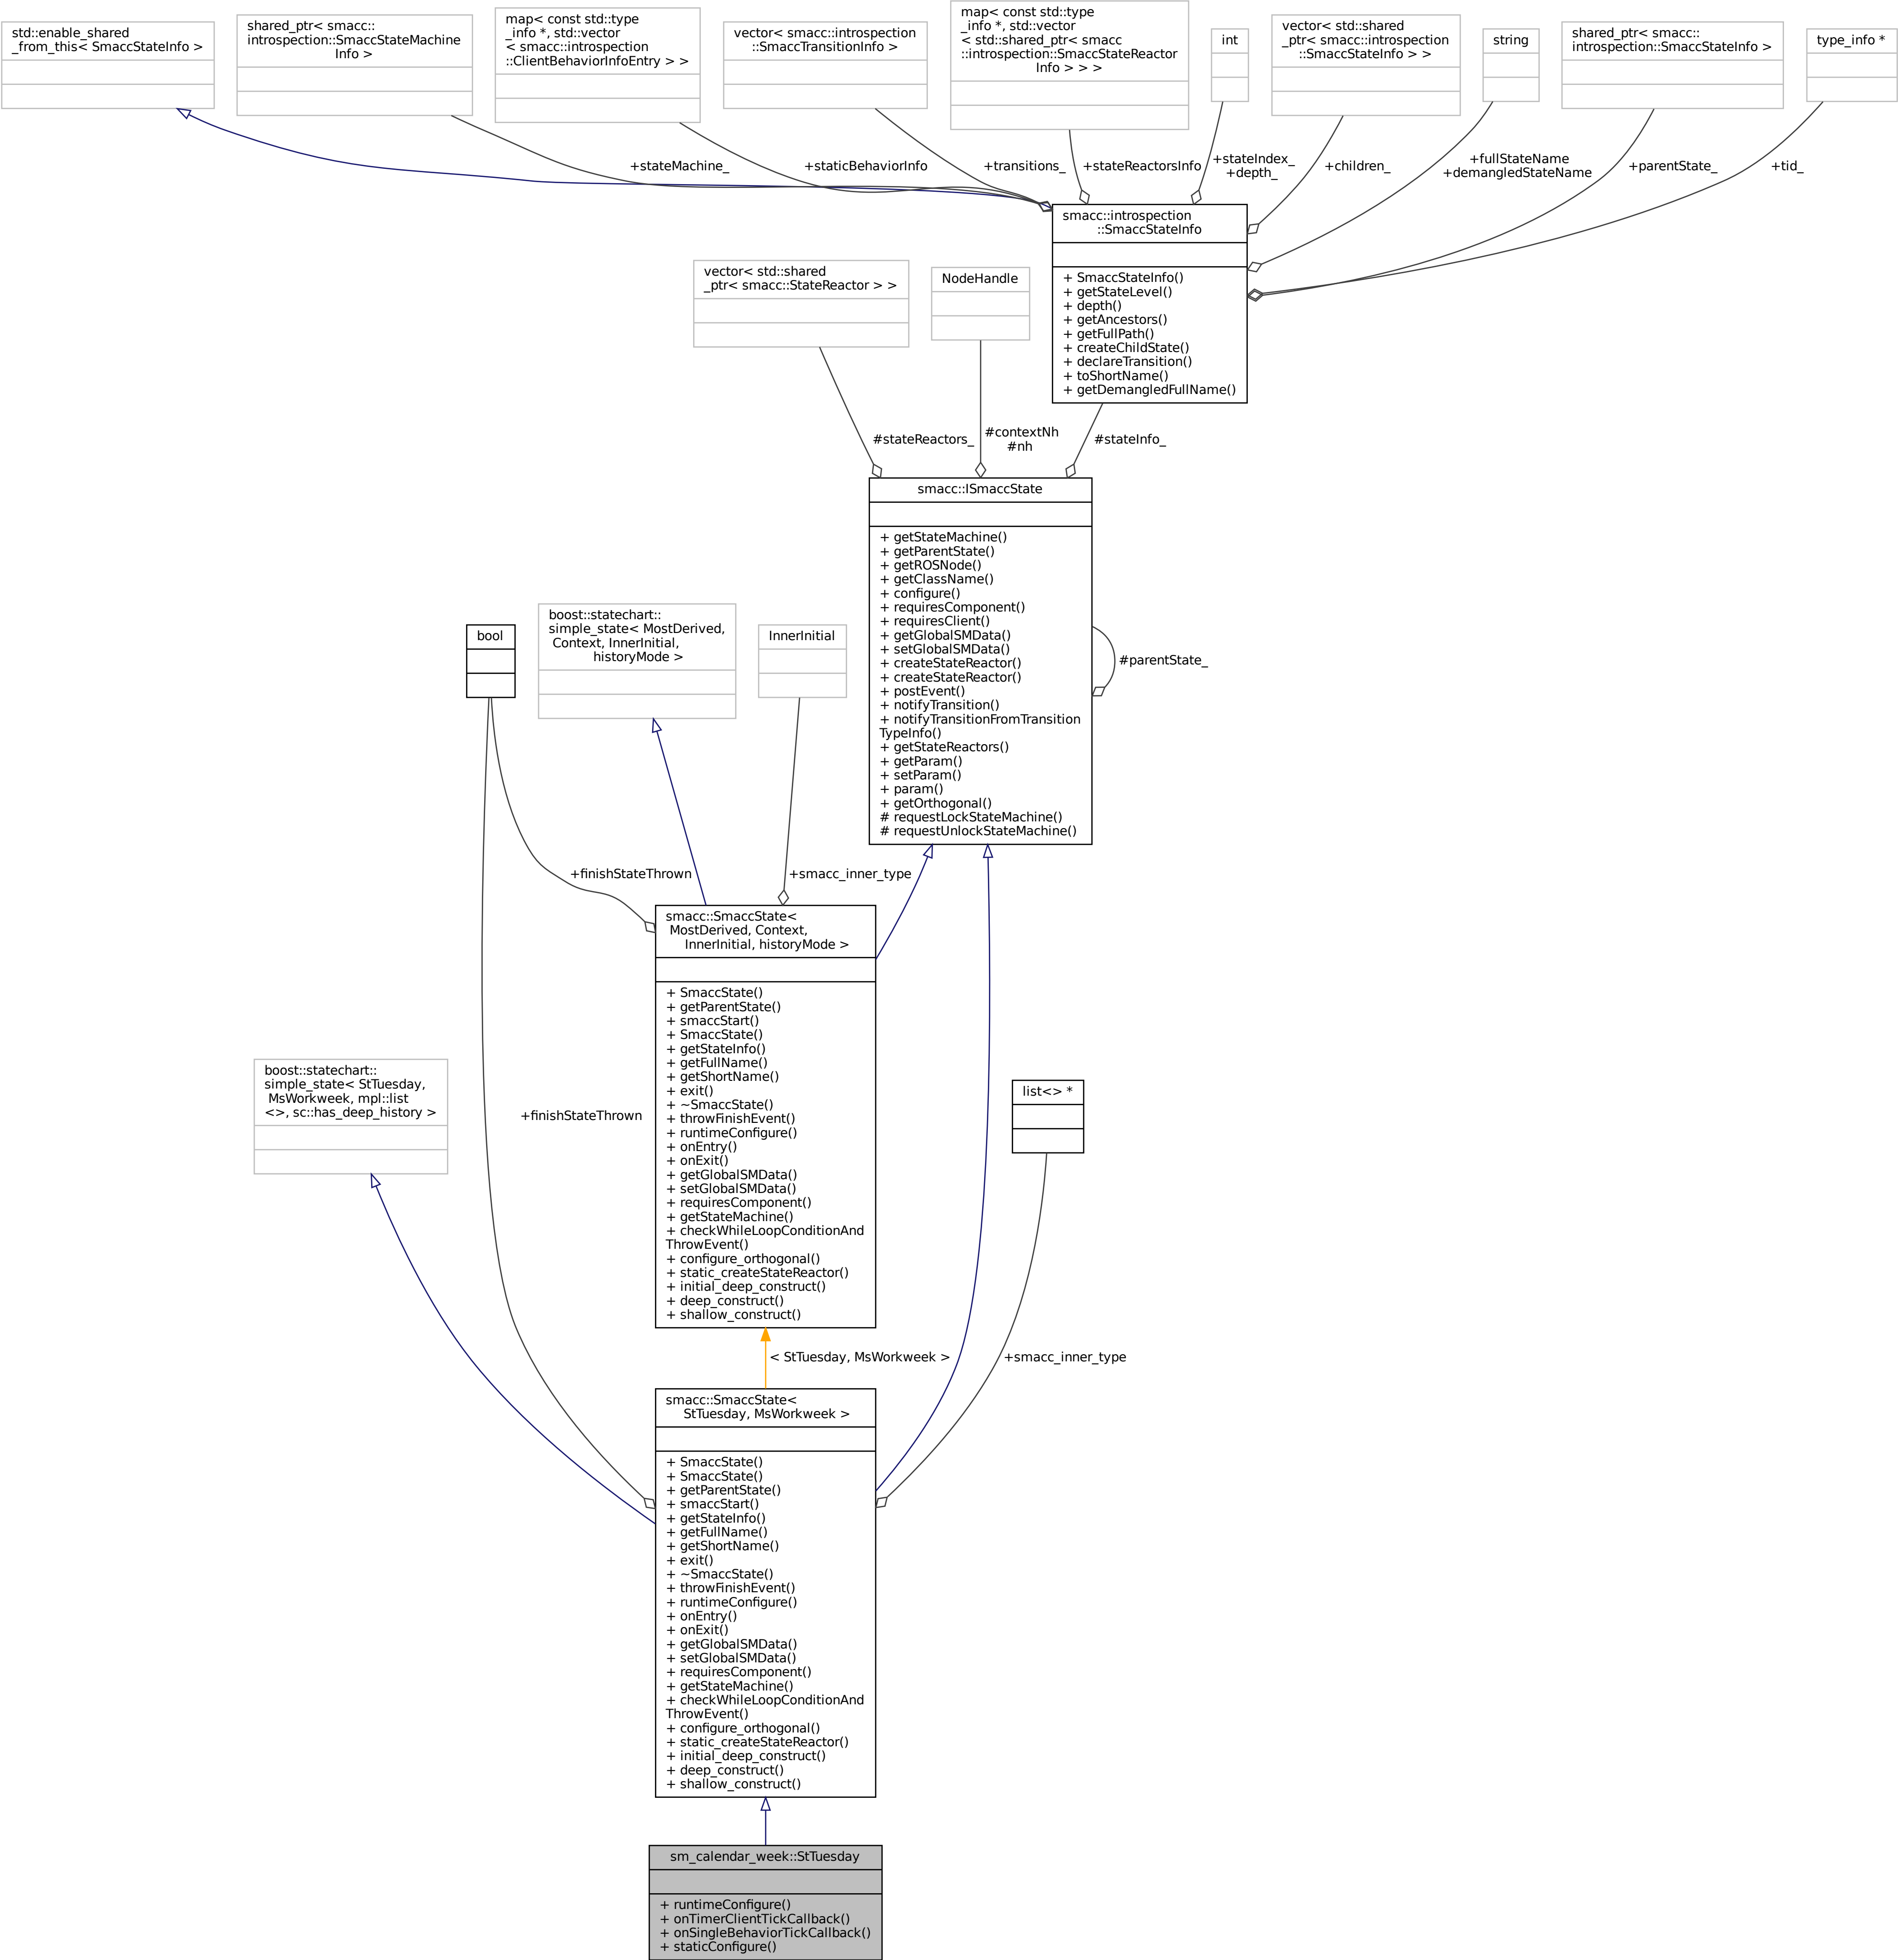 std::enable_shared
_from_this< SmaccStateInfo >
shared_ptr< smacc::
introspection::SmaccStateMachine
Info >
map< const std::type
_info *, std::vector
< smacc::introspection
::ClientBehaviorInfoEntry > >
vector< smacc::introspection
::SmaccTransitionInfo >
map< const std::type
_info *, std::vector
< std::shared_ptr< smacc
::introspection::SmaccStateReactor
Info > > >
int
vector< std::shared
_ptr< smacc::introspection
::SmaccStateInfo > >
string
shared_ptr< smacc::
introspection::SmaccStateInfo >
type_info *
+stateMachine_
+staticBehaviorInfo
+transitions_
+stateReactorsInfo
+stateIndex_
+depth_
+children_
+fullStateName
+demangledStateName
+parentState_
+tid_
smacc::introspection
::SmaccStateInfo
+ SmaccStateInfo()
+ getStateLevel()
+ depth()
+ getAncestors()
+ getFullPath()
+ createChildState()
+ declareTransition()
+ toShortName()
+ getDemangledFullName()
vector< std::shared
_ptr< smacc::StateReactor > >
NodeHandle
#stateReactors_
#contextNh
#nh
#stateInfo_
smacc::ISmaccState
+ getStateMachine()
+ getParentState()
+ getROSNode()
+ getClassName()
+ configure()
+ requiresComponent()
+ requiresClient()
+ getGlobalSMData()
+ setGlobalSMData()
+ createStateReactor()
+ createStateReactor()
+ postEvent()
+ notifyTransition()
+ notifyTransitionFromTransition
TypeInfo()
+ getStateReactors()
+ getParam()
+ setParam()
+ param()
+ getOrthogonal()
# requestLockStateMachine()
# requestUnlockStateMachine()
#parentState_
bool
boost::statechart::
simple_state< MostDerived,
Context, InnerInitial,
historyMode >
InnerInitial
+finishStateThrown
+smacc_inner_type
smacc::SmaccState<
MostDerived, Context,
InnerInitial, historyMode >
+ SmaccState()
+ getParentState()
+ smaccStart()
+ SmaccState()
+ getStateInfo()
+ getFullName()
+ getShortName()
+ exit()
+ ~SmaccState()
+ throwFinishEvent()
+ runtimeConfigure()
+ onEntry()
+ onExit()
+ getGlobalSMData()
+ setGlobalSMData()
+ requiresComponent()
+ getStateMachine()
+ checkWhileLoopConditionAnd
ThrowEvent()
+ configure_orthogonal()
+ static_createStateReactor()
+ initial_deep_construct()
+ deep_construct()
+ shallow_construct()
boost::statechart::
simple_state< StTuesday,
MsWorkweek, mpl::list
<>, sc::has_deep_history >
+finishStateThrown
list<> *
< StTuesday, MsWorkweek >
+smacc_inner_type
smacc::SmaccState<
StTuesday, MsWorkweek >
+ SmaccState()
+ SmaccState()
+ getParentState()
+ smaccStart()
+ getStateInfo()
+ getFullName()
+ getShortName()
+ exit()
+ ~SmaccState()
+ throwFinishEvent()
+ runtimeConfigure()
+ onEntry()
+ onExit()
+ getGlobalSMData()
+ setGlobalSMData()
+ requiresComponent()
+ getStateMachine()
+ checkWhileLoopConditionAnd
ThrowEvent()
+ configure_orthogonal()
+ static_createStateReactor()
+ initial_deep_construct()
+ deep_construct()
+ shallow_construct()
sm_calendar_week::StTuesday
+ runtimeConfigure()
+ onTimerClientTickCallback()
+ onSingleBehaviorTickCallback()
+ staticConfigure()